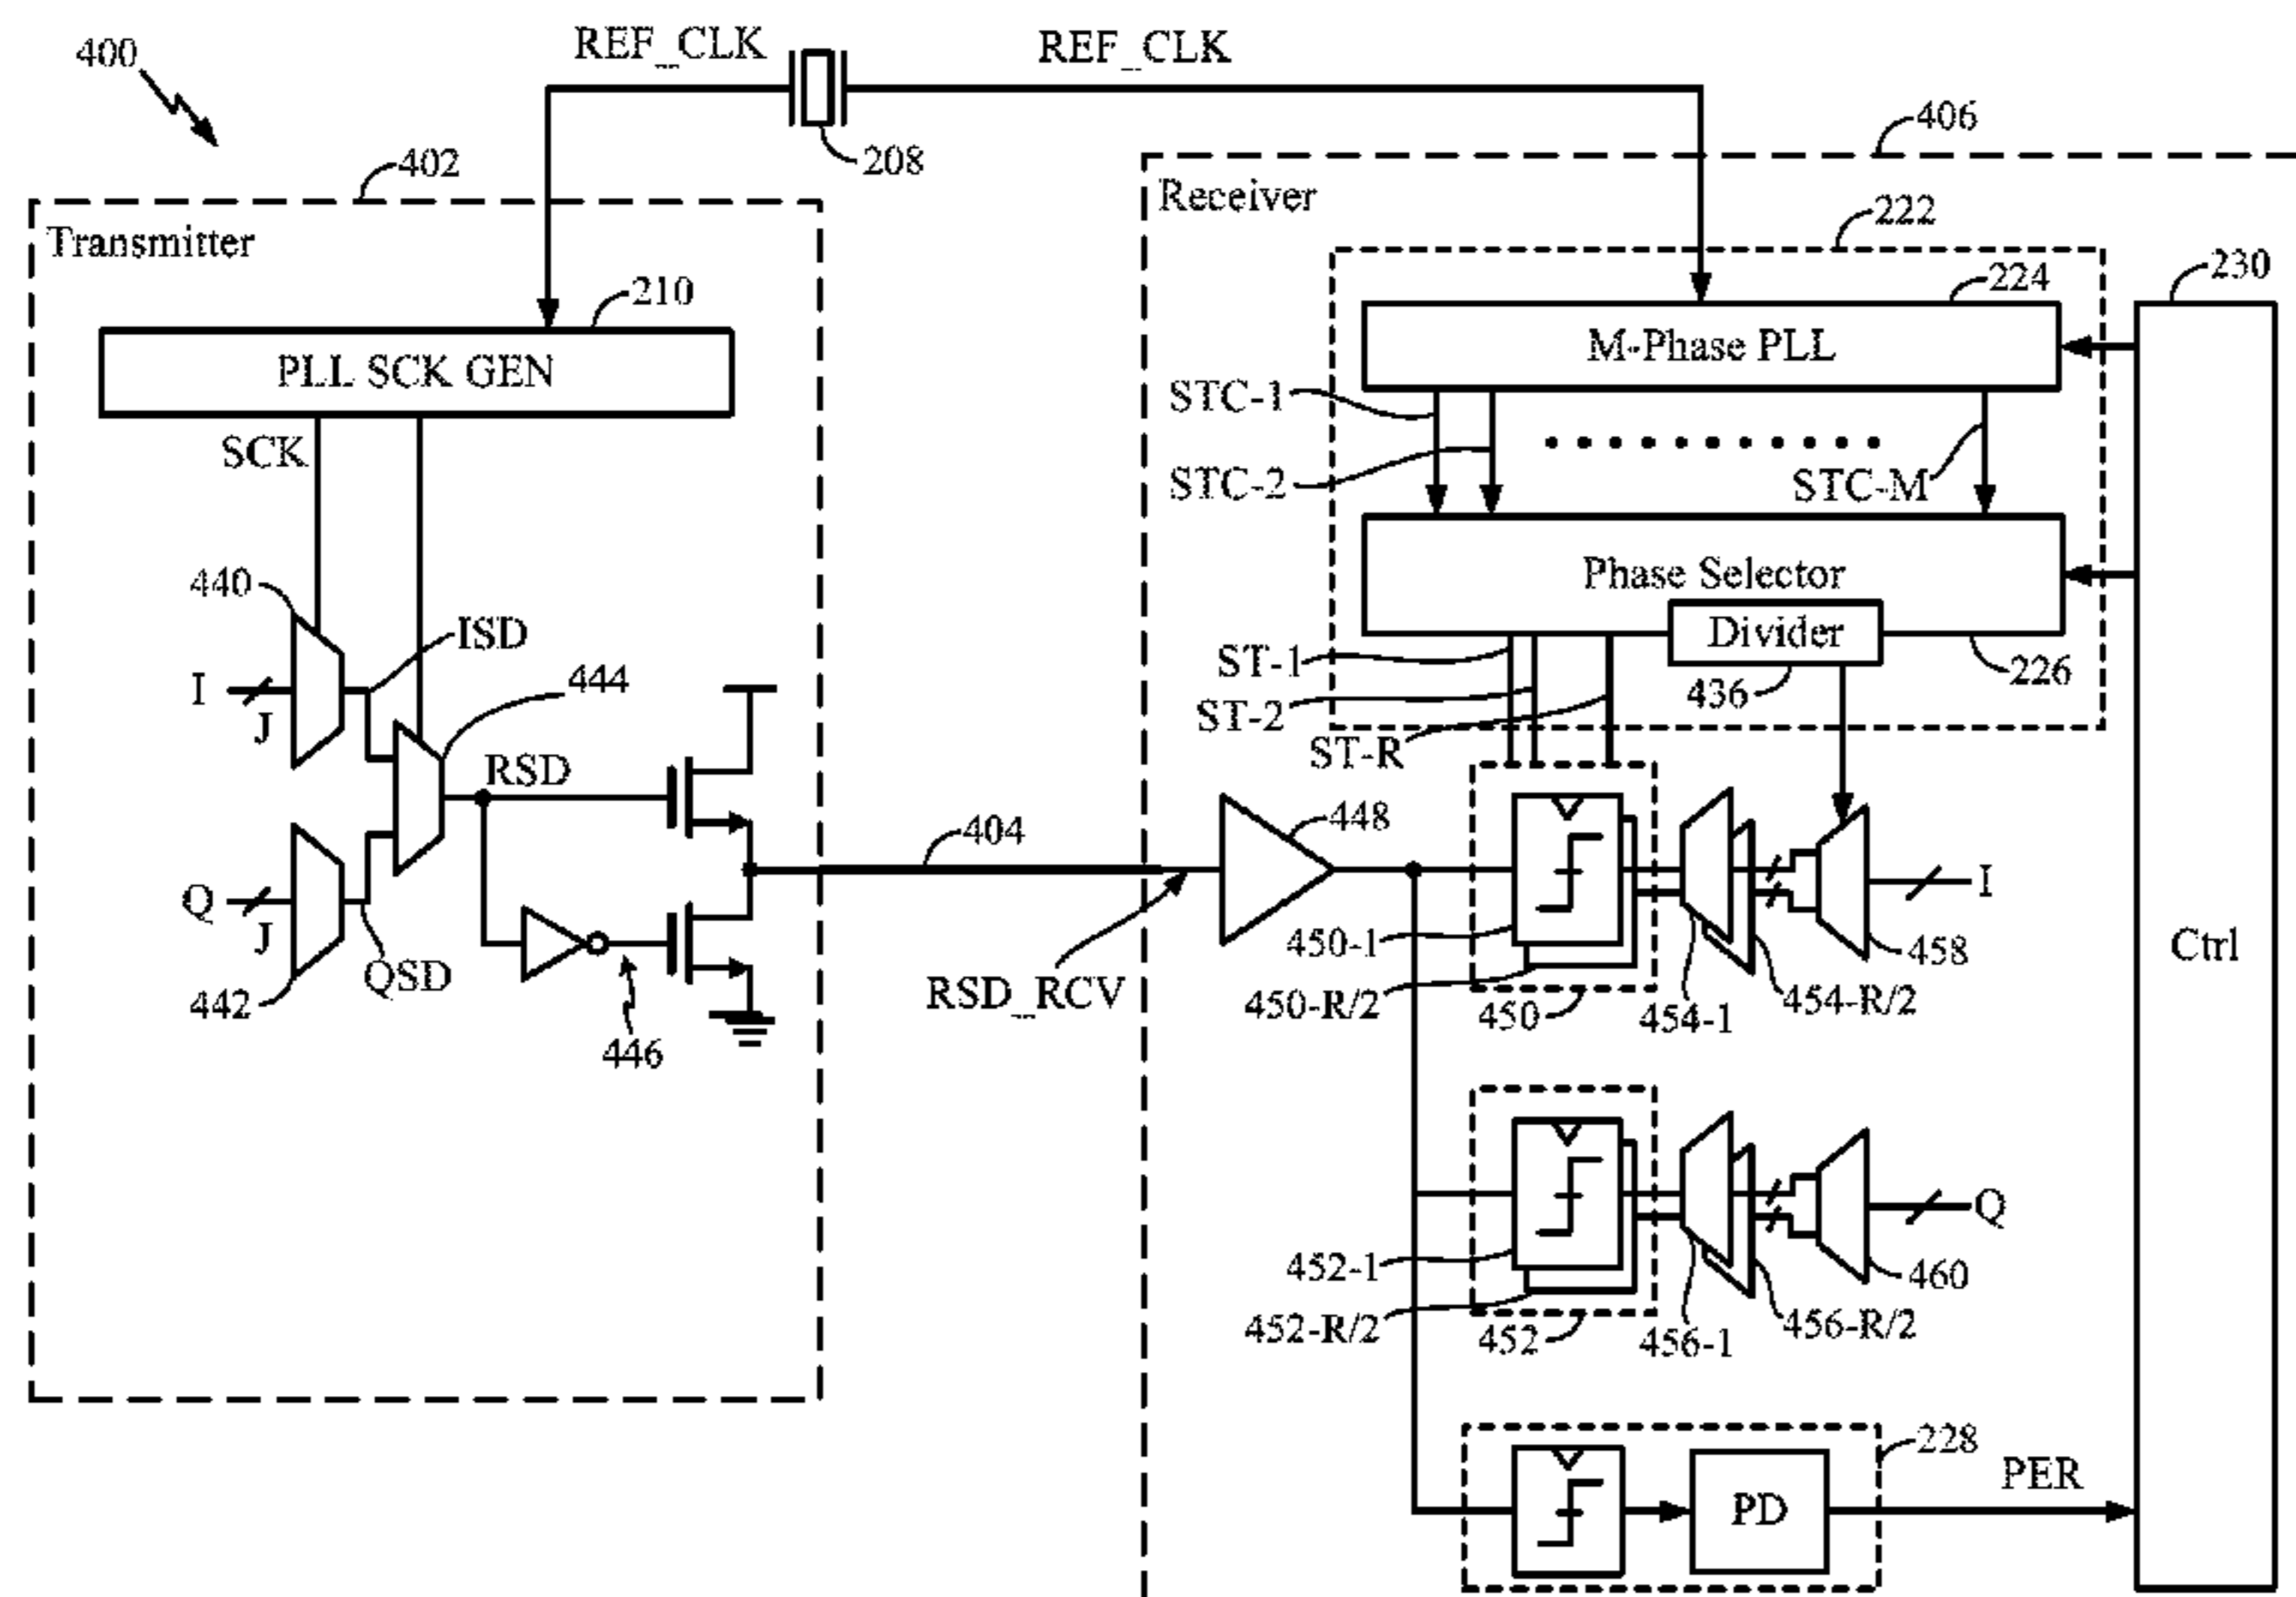 400
REF_CLK
REF_CLK
208
402
406
Transmitter
Receiver
210
PLL SCK GEN
SCK
440
ISD
I
J
444
RSD
Q
J
442
QSD
446
404
RSD_RCV
222
224
M-Phase PLL
STC-1
STC-2
STC-M
Phase Selector
Divider
226
436
ST-1
ST-2
ST-R
230
Ctrl
448
450-1
450-R/2
450
454-1
454-R/2
458
I
452-1
452-R/2
452
456-1
456-R/2
460
Q
228
PD
PER